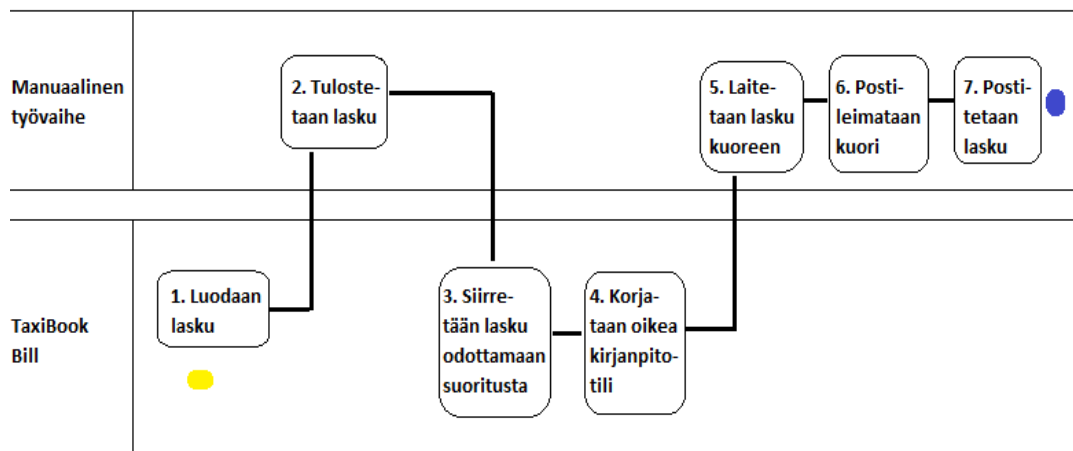 Manuaalinen
työvaihe
2. Tuloste-
taan lasku
5. Laite-
taan lasku
kuoreen
6. Posti-
leimataan
kuori
7. Posti-
tetaan
lasku
TaxiBook
Bill
1. Luodaan
lasku
3. Siirre-
tään lasku
odottamaan
suoritusta
4. Korja-
taan oikea
kirjanpito-
tili